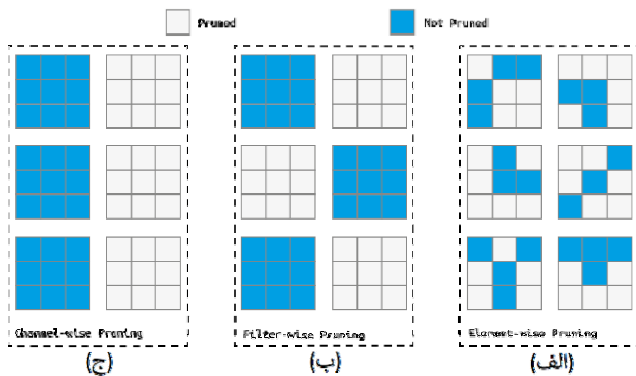 Pruned
Not Pruned
Channel-wise Pruning
Filter-wise Pruning
Element-wise Pruning
(ج)
(ب)
(الف)